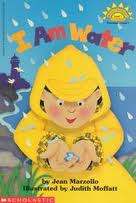 I Am Water
by Jean Marzollo
Illustrated by Judith Moffatt
SCHOLASTIC